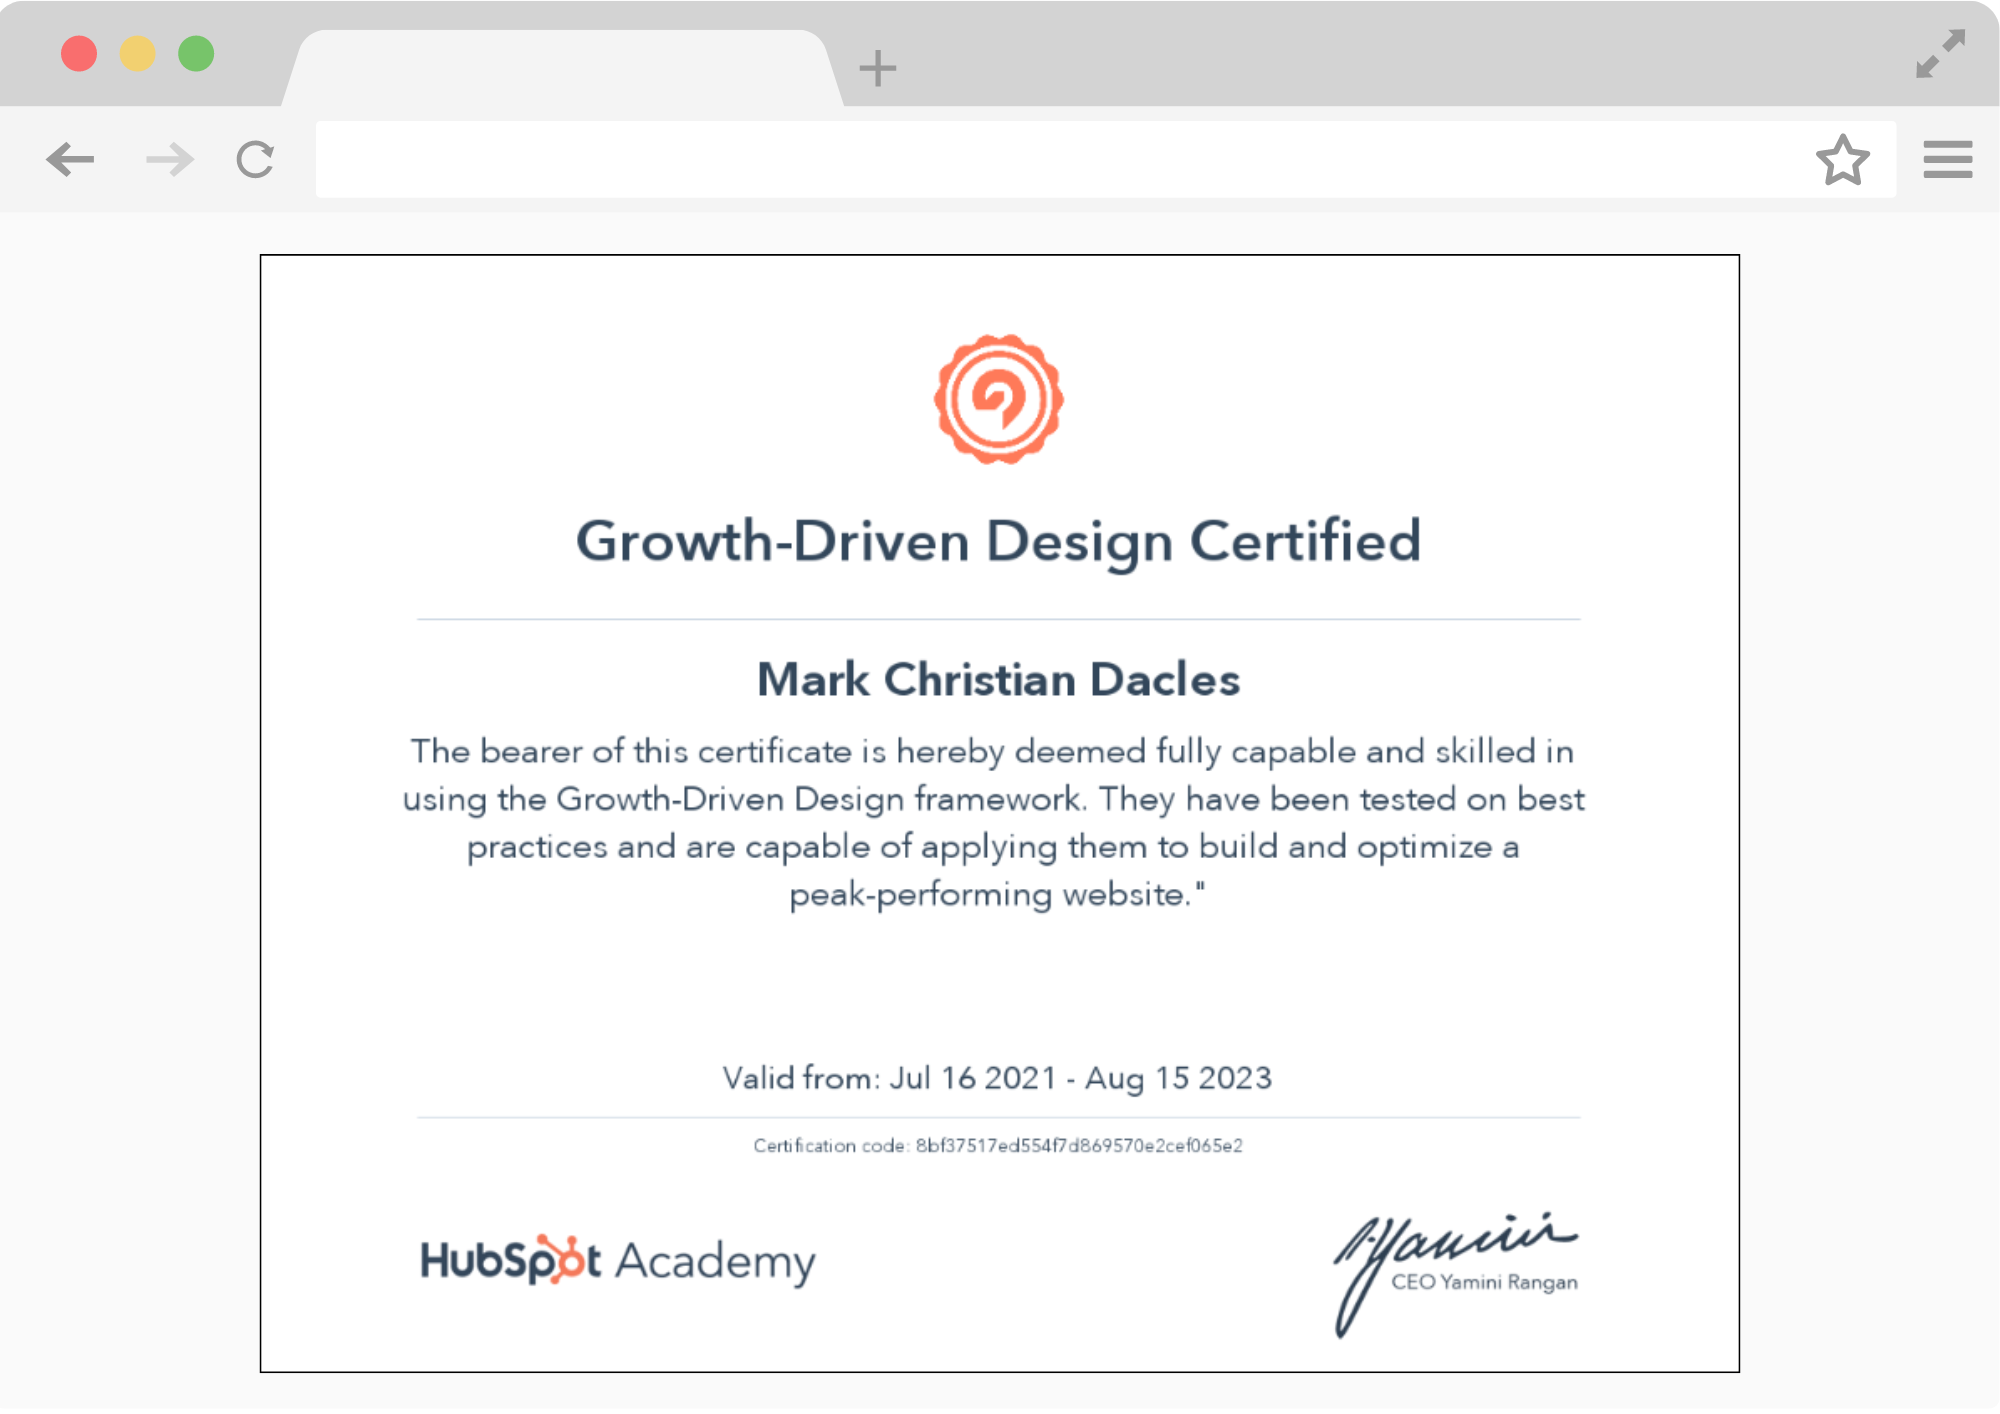 Growth-Driven Design Certified
Mark Christian Dacles
The bearer of this certificate is hereby deemed fully capable and skilled in
using the Growth-Driven Design framework. They have been tested on best
practices and are capable of applying them to build and optimize a
peak-performing website."
Valid from: Jul 16 2021 - Aug 15 2023
Certification code: 8bf37517ed554f7d869570e2cef065e2
HubSpot Academy
Yamini
CEO Yamini Rangan